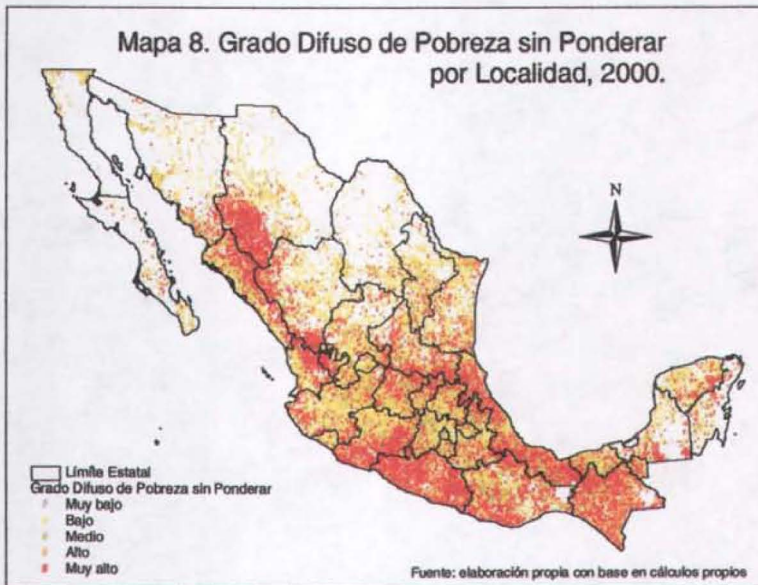 Mapa 8. Grado Difuso de Pobreza sin Ponderar
por Localidad, 2000.
N
Límite Estatal
Grado Difuso de Pobreza sin Ponderar
Muy bajo
Bajo
Medio
Alto
Muy alto
Fuente: elaboración propia con base en cálculos propios